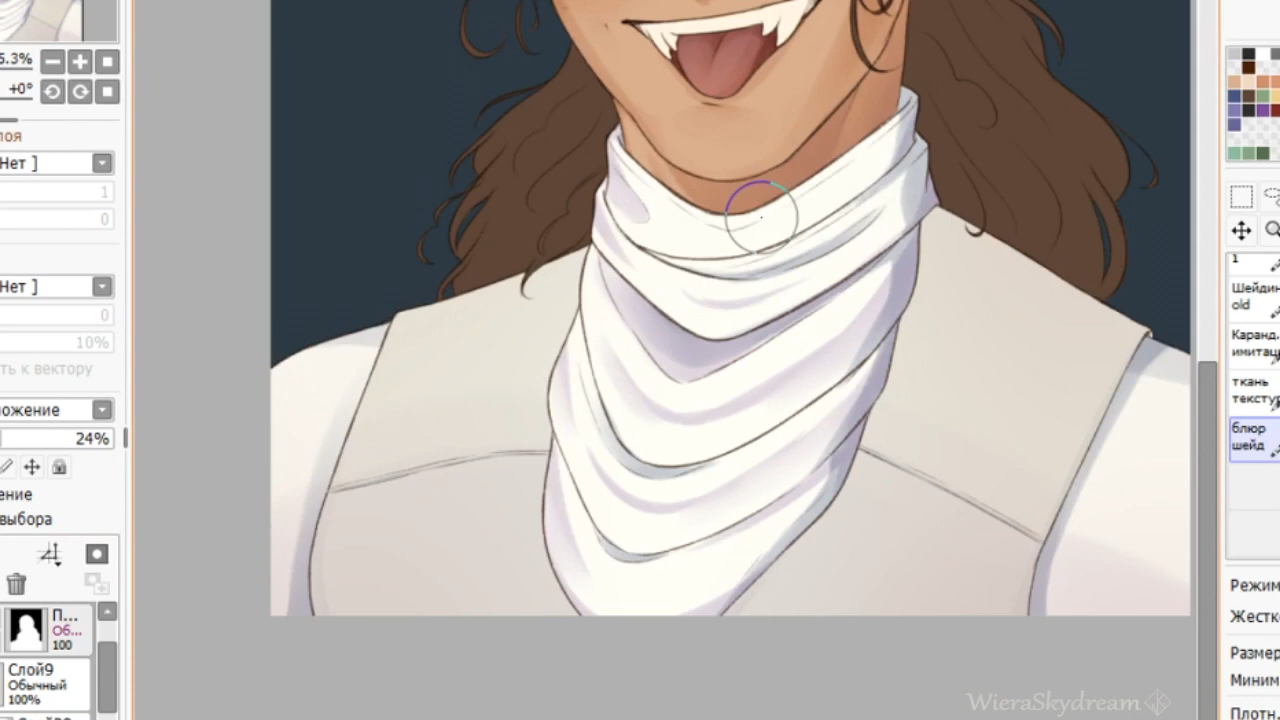 5.3%
+0°
лоя
Нет ]
1
0
Нет ]
0
10%
ть к вектору
ложение
24%
ение
выбора
П...
Об...
100
Слой9
Обычный
100%
1
Шейдин
old
Каранд.
имитац
ткань
текстур
блюр
шейд
Режим
Жестк
Размер
Миним
Плотн.
WieraSkydream